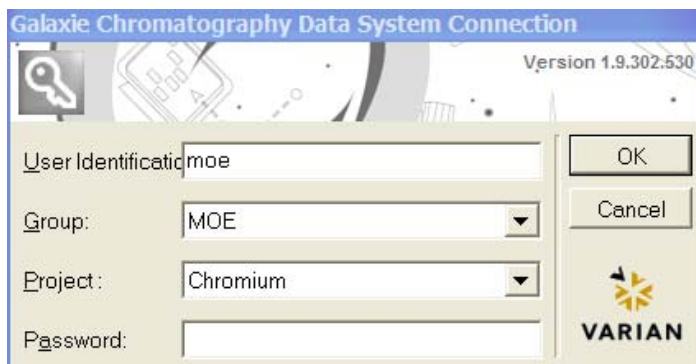 Galaxie Chromatography Data System Connection
Version 1.9.302.530
User Identificatio
moe
OK
Group:
MOE
Cancel
Project:
Chromium
Password:
VARIAN